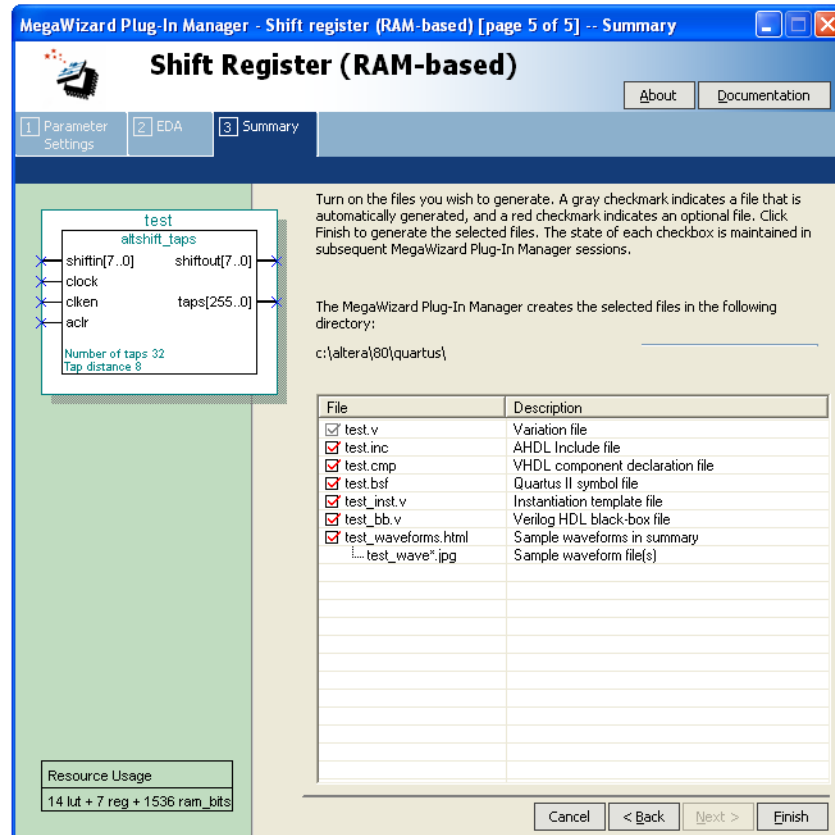 MegaWizard Plug-In Manager - Shift register (RAM-based) [page 5 of 5] -- Summary
Shift Register (RAM-based)
About
Documentation
1 Parameter Settings
2 EDA
3 Summary
test
altshift_taps
shiftin[7..0] shiftout[7..0]
clock
clken taps[255..0]
aclr
Number of taps 32
Tap distance 8
Turn on the files you wish to generate. A gray checkmark indicates a file that is
automatically generated, and a red checkmark indicates an optional file. Click
Finish to generate the selected files. The state of each checkbox is maintained in
subsequent MegaWizard Plug-In Manager sessions.
The MegaWizard Plug-In Manager creates the selected files in the following
directory:
c:\altera\80\quartus\
File Description
test.v Variation file
test.inc AHDL Include file
test.cmp VHDL component declaration file
test.bsf Quartus II symbol file
test_inst.v Instantiation template file
test_bb.v Verilog HDL black-box file
test_waveforms.html Sample waveforms in summary
test_wave*.jpg Sample waveform file(s)
Resource Usage
14 lut + 7 reg + 1536 ram_bits
Cancel
< Back
Next >
Finish